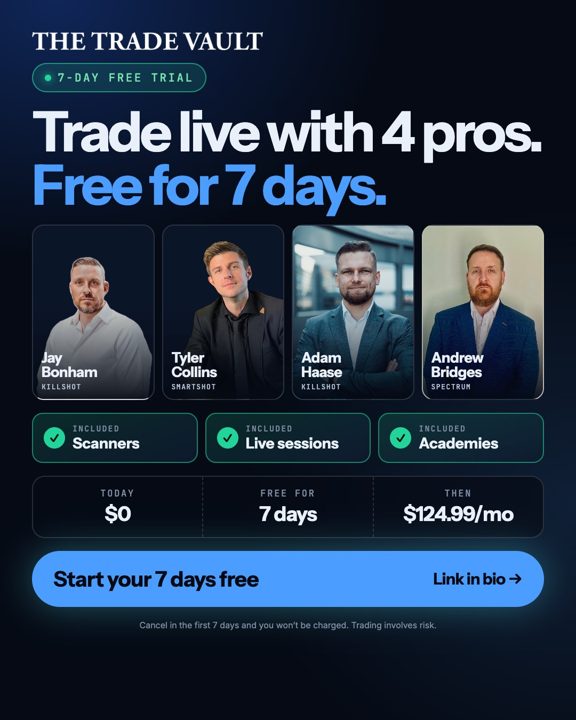 THE TRADE VAULT
7-DAY FREE TRIAL
Trade live with 4 pros.
Free for 7 days.
Jay
Bonham
KILLSHOT
Tyler
Collins
SMARTSHOT
Adam
Haase
KILLSHOT
Andrew
Bridges
SPECTRUM
INCLUDED
Scanners
INCLUDED
Live sessions
INCLUDED
Academies
TODAY
$0
FREE FOR
7 days
THEN
$124.99/mo
Start your 7 days free
Link in bio →
Cancel in the first 7 days and you won't be charged. Trading involves risk.